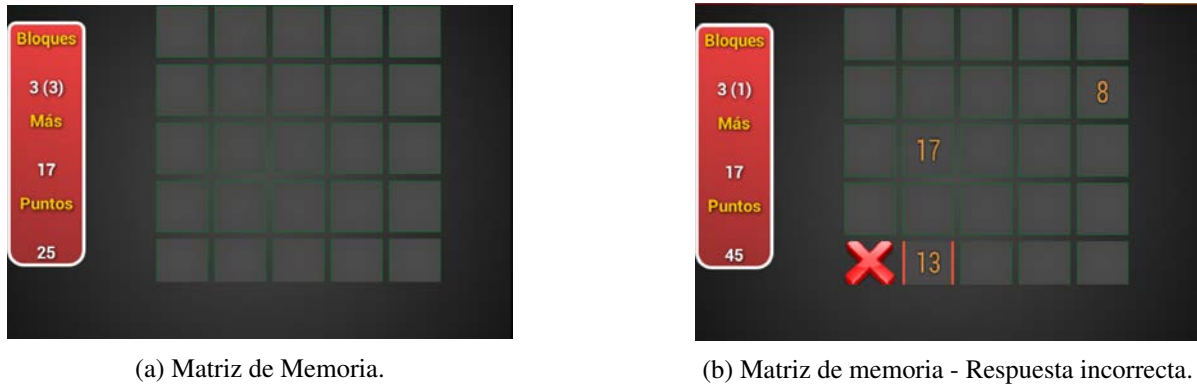 Bloques
3 (3)
Más
17
Puntos
25
(a) Matriz de Memoria.
Bloques
3 (1)
Más
17
Puntos
45
8
17
13
(b) Matriz de memoria - Respuesta incorrecta.